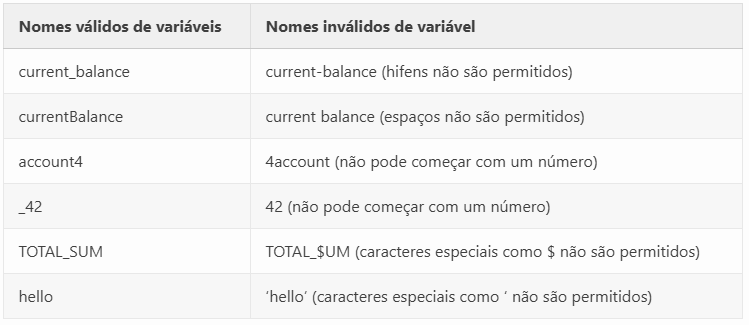 Nomes válidos de variáveis Nomes inválidos de variável
current_balance current-balance (hifens não são permitidos)
currentBalance current balance (espaços não são permitidos)
account4 4account (não pode começar com um número)
_42 42 (não pode começar com um número)
TOTAL_SUM TOTAL_$UM (caracteres especiais como $ não são permitidos)
hello ‘hello’ (caracteres especiais como ‘ não são permitidos)